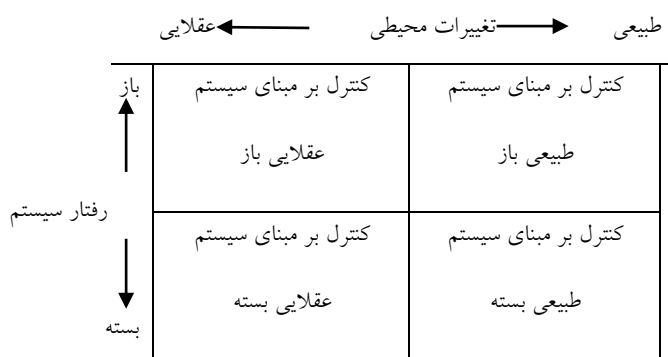 طبیعی تغییرات محیطی عقلایی
باز
کنترل بر مبنای سیستم
طبیعی باز
کنترل بر مبنای سیستم
عقلایی باز
رفتار سیستم
کنترل بر مبنای سیستم
طبیعی بسته
کنترل بر مبنای سیستم
عقلایی بسته
بسته